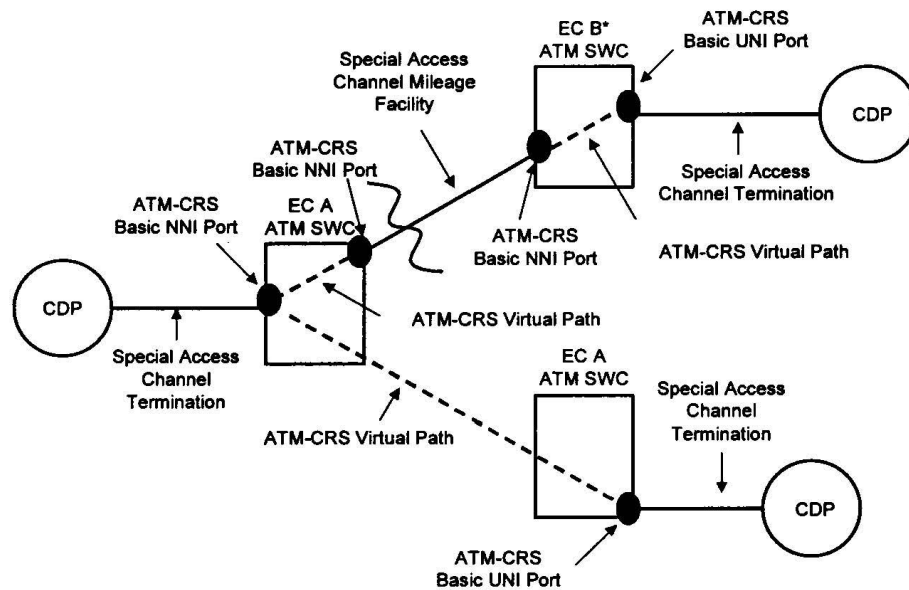 ATM-CRS
Basic UNI Port
EC B*
ATM SWC
Special Access
Channel Mileage
Facility
CDP
ATM-CRS
Basic NNI Port
Special Access
Channel Termination
ATM-CRS
Basic NNI Port
EC A
ATM SWC
ATM-CRS
Basic NNI Port
ATM-CRS Virtual Path
CDP
ATM-CRS Virtual Path
Special Access
Channel
Termination
EC A
ATM SWC
Special Access
Channel
Termination
ATM-CRS Virtual Path
CDP
ATM-CRS
Basic UNI Port